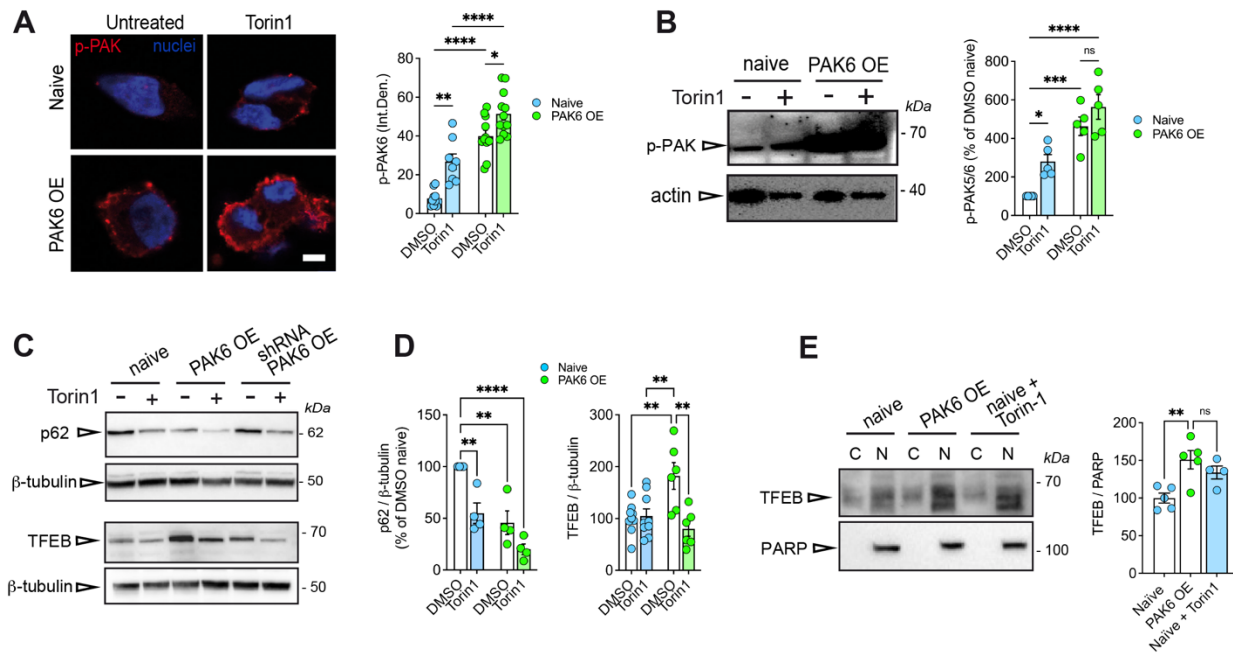 A
Untreated
Torin1
p-PAK
nuclei
Naive
PAK6 OE
p-PAK6 (Int.Den.)
80
60
40
20
0
****
****
**
*
DMSO
Torin1
DMSO
Torin1
Naive
PAK6 OE
B
naive
PAK6 OE
Torin1
- + - +
kDa
p-PAK
- 70
actin
- 40
p-PAK5/6 (% of DMSO naive)
800
600
400
200
0
****
ns
***
*
DMSO
Torin1
DMSO
Torin1
Naive
PAK6 OE
C
naive
PAK6 OE
shRNA
PAK6 OE
Torin1
- + - + - +
kDa
p62
- 62
β-tubulin
- 50
TFEB
- 70
β-tubulin
- 50
D
Naive
PAK6 OE
p62 / β-tubulin
(% of DMSO naive)
150
100
50
0
****
**
**
DMSO
Torin1
DMSO
Torin1
TFEB / β-tubulin
300
200
100
0
**
**
**
DMSO
Torin1
DMSO
Torin1
E
naive
PAK6 OE
naive +
Torin-1
C N C N C N
kDa
TFEB
- 70
PARP
- 100
TFEB / PARP
200
150
100
50
0
**
ns
Naïve
PAK6 OE
Naïve + Torin1